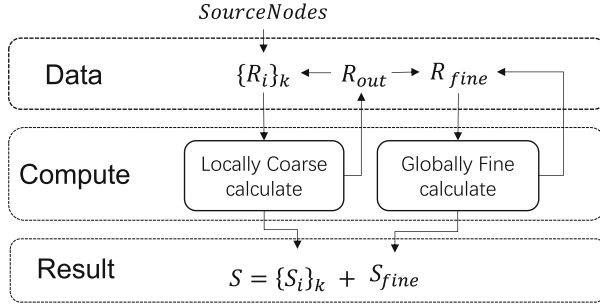 SourceNodes
Data {R_i}_k R_out R_fine
Compute
Locally Coarse
calculate
Globally Fine
calculate
Result S = {S_i}_k + S_fine